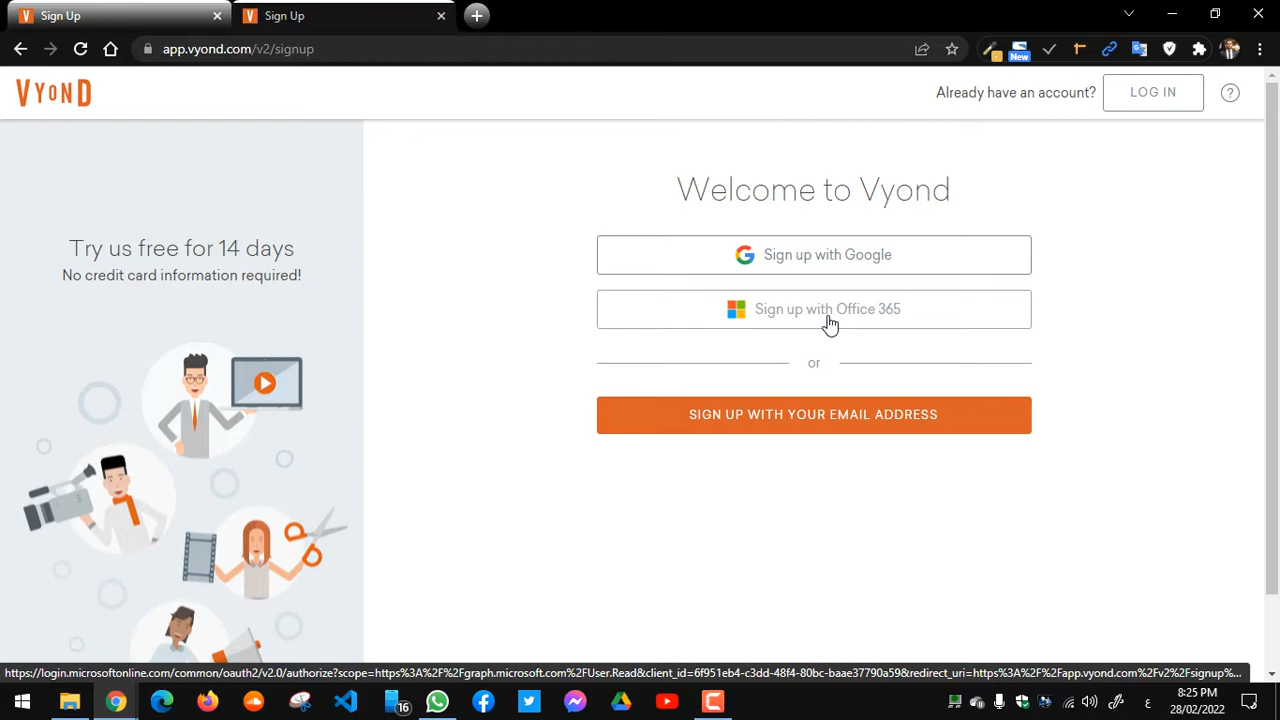 Sign Up
Sign Up
app.vyond.com/v2/signup
New
VYOND
Already have an account?
LOG IN
?
Try us free for 14 days
No credit card information required!
Welcome to Vyond
Sign up with Google
Sign up with Office 365
or
SIGN UP WITH YOUR EMAIL ADDRESS
https://login.microsoftonline.com/common/oauth2/v2.0/authorize?scope=https%3A%2F%2Fgraph.microsoft.com%2FUser.Read&client_id=6f951eb4-c3dd-48f4-80bc-baae37790a59&redirect_uri=https%3A%2F%2Fapp.vyond.com%2Fv2%2Fsignup%...
16
ع
8:25 PM
28/02/2022